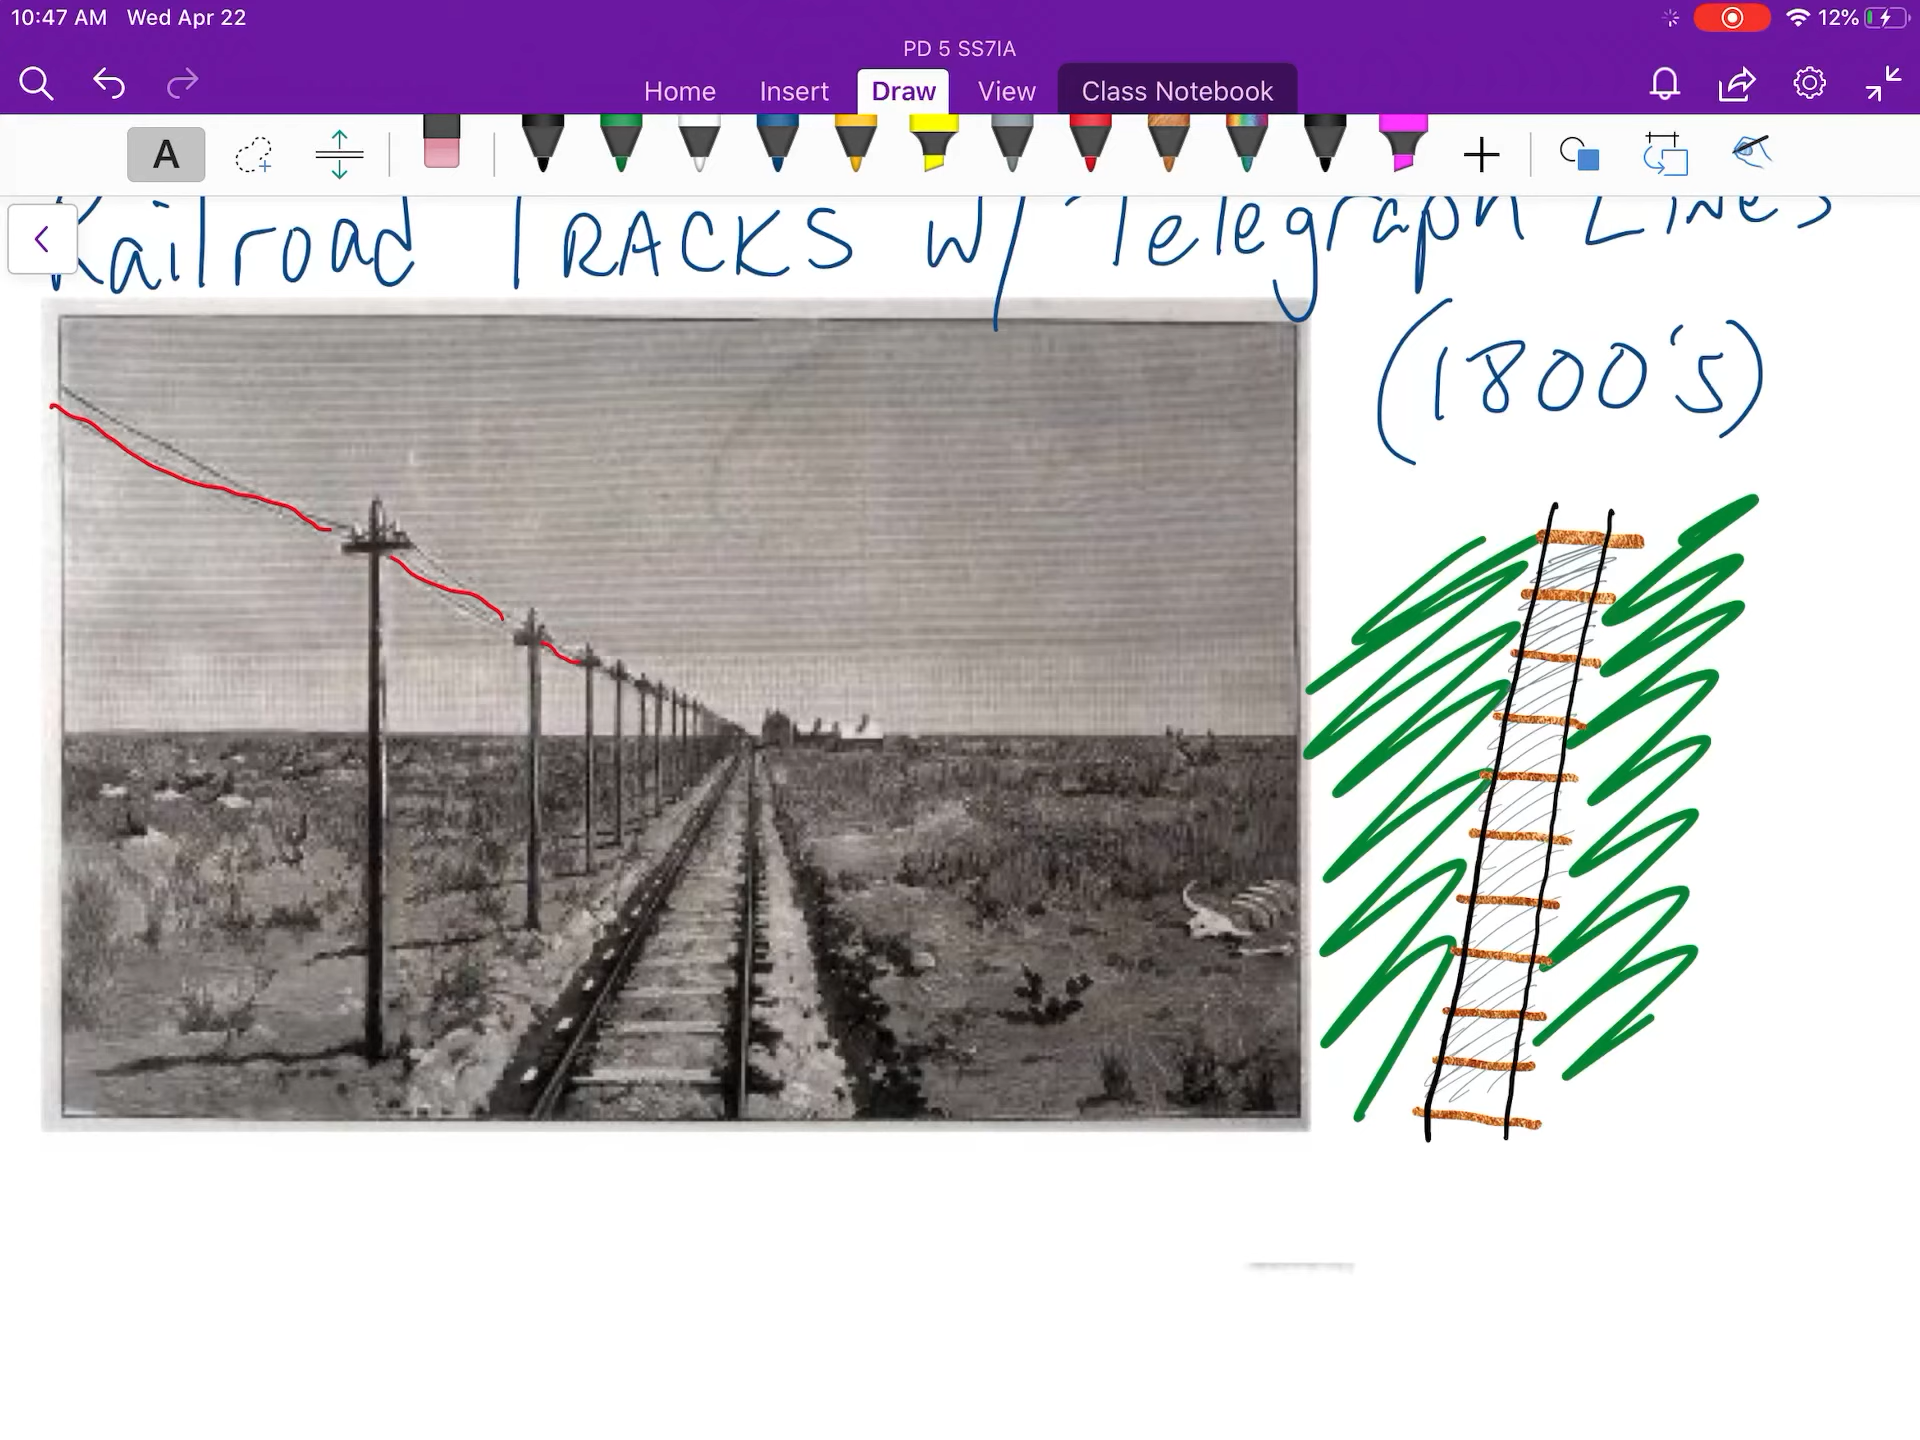 10:47 AM Wed Apr 22
12%
PD 5 SS7IA
Home Insert Draw View Class Notebook
A
Railroad TRACKS w/ Telegraph LINES
(1800's)